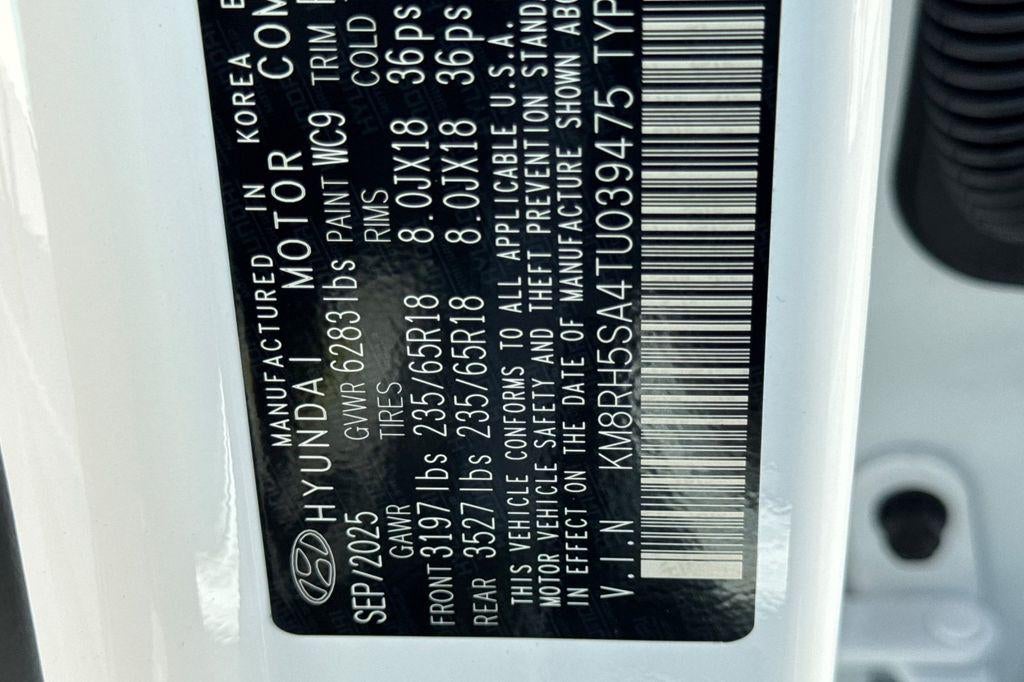 MANUFACTURED IN KOREA
HYUNDAI MOTOR COM
SEP/2025 GVWR 6283lbs PAINT WC9 TRIM
GAWR TIRES RIMS COLD
FRONT 3197lbs 235/65R18 8.0JX18 36ps
REAR 3527lbs 235/65R18 8.0JX18 36ps
THIS VEHICLE CONFORMS TO ALL APPLICABLE U.S.A.
MOTOR VEHICLE SAFETY AND THEFT PREVENTION STAND
IN EFFECT ON THE DATE OF MANUFACTURE SHOWN ABO
V.I.N KM8RH5SA4TU039475 TYP